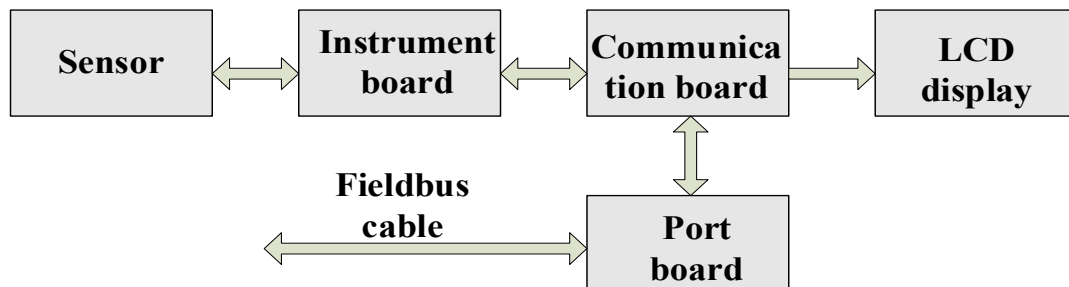 Sensor
Instrument
board
Communica
tion board
LCD
display
Fieldbus
cable
Port
board